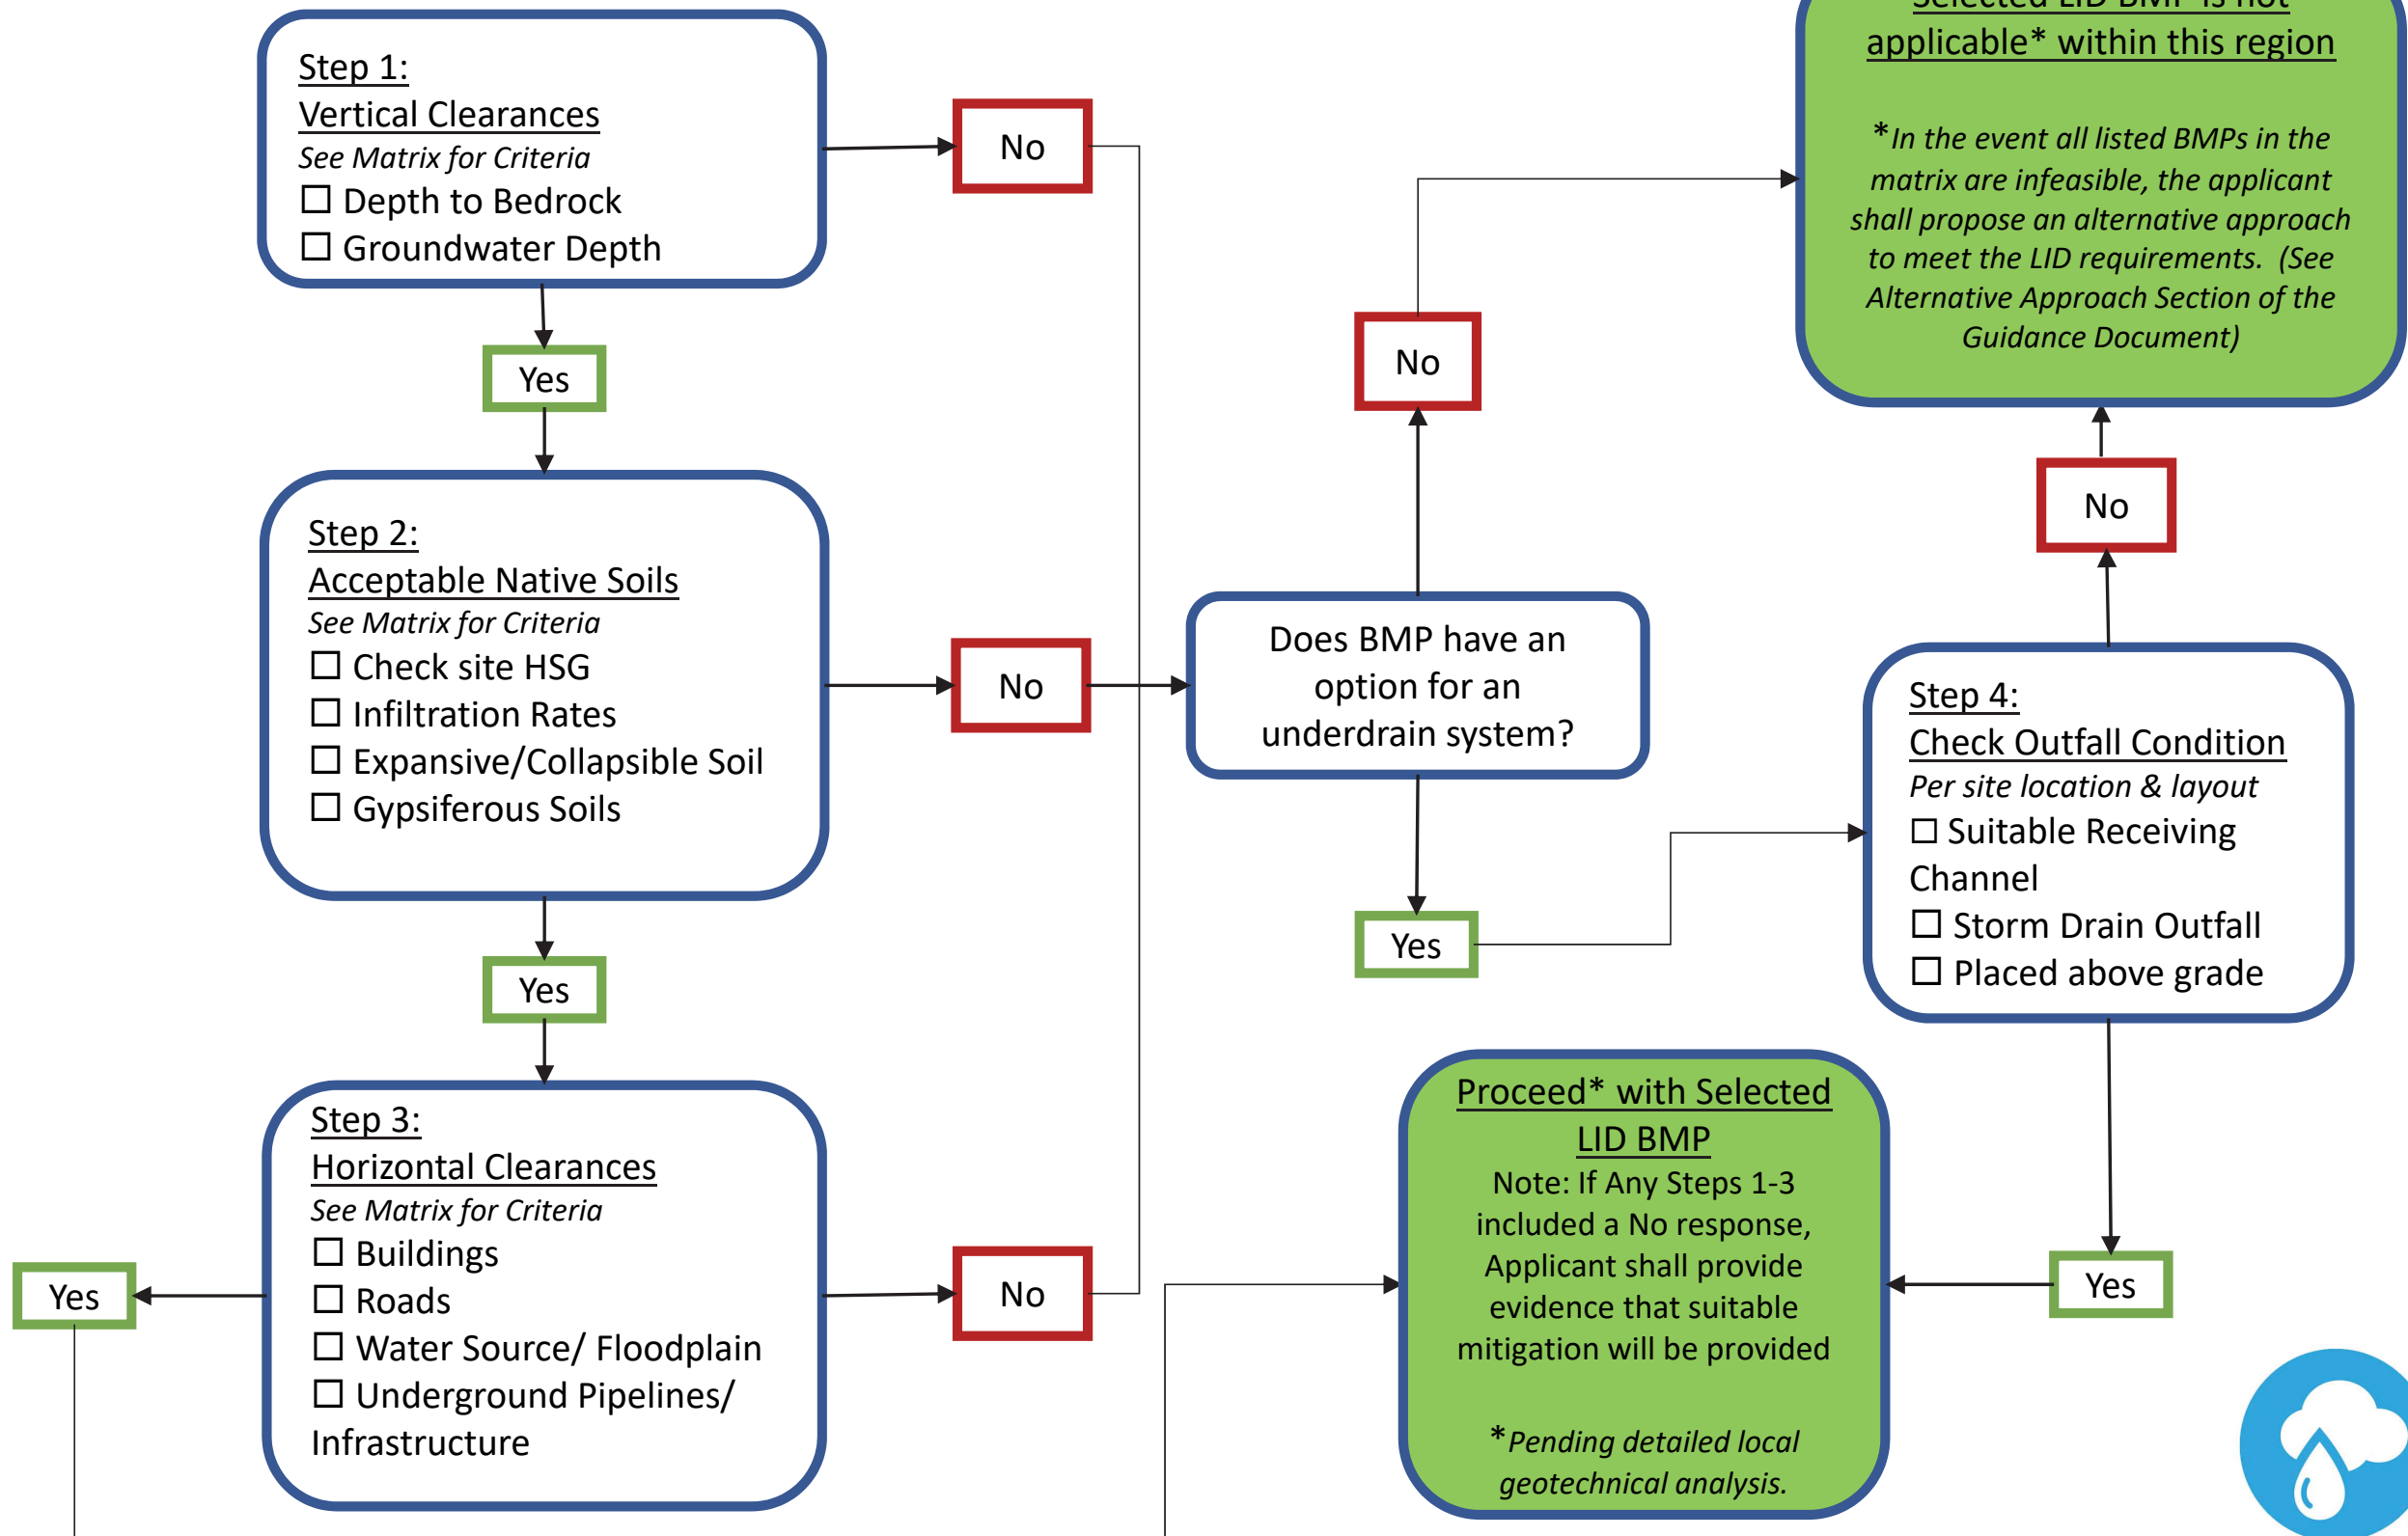 Step 1:
Vertical Clearances
See Matrix for Criteria
☐ Depth to Bedrock
☐ Groundwater Depth
No
Yes
Step 2:
Acceptable Native Soils
See Matrix for Criteria
☐ Check site HSG
☐ Infiltration Rates
☐ Expansive/Collapsible Soil
☐ Gypsiferous Soils
No
Yes
Step 3:
Horizontal Clearances
See Matrix for Criteria
☐ Buildings
☐ Roads
☐ Water Source/ Floodplain
☐ Underground Pipelines/
Infrastructure
Yes
No
Does BMP have an
option for an
underdrain system?
No
Yes
Selected LID BMP is not
applicable* within this region
*In the event all listed BMPs in the
matrix are infeasible, the applicant
shall propose an alternative approach
to meet the LID requirements. (See
Alternative Approach Section of the
Guidance Document)
No
Step 4:
Check Outfall Condition
Per site location & layout
☐ Suitable Receiving
Channel
☐ Storm Drain Outfall
☐ Placed above grade
Yes
Proceed* with Selected
LID BMP
Note: If Any Steps 1-3
included a No response,
Applicant shall provide
evidence that suitable
mitigation will be provided
*Pending detailed local
geotechnical analysis.